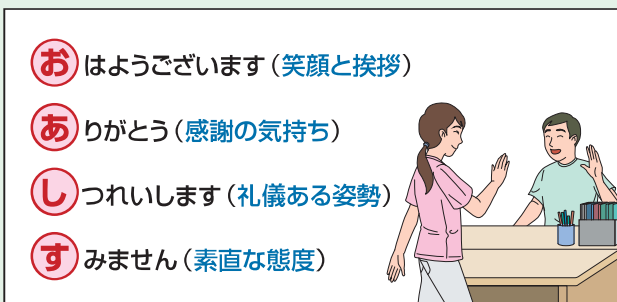 おはようございます（笑顔と挨拶）
ありがとう（感謝の気持ち）
しつれいします（礼儀ある姿勢）
すみません（素直な態度）